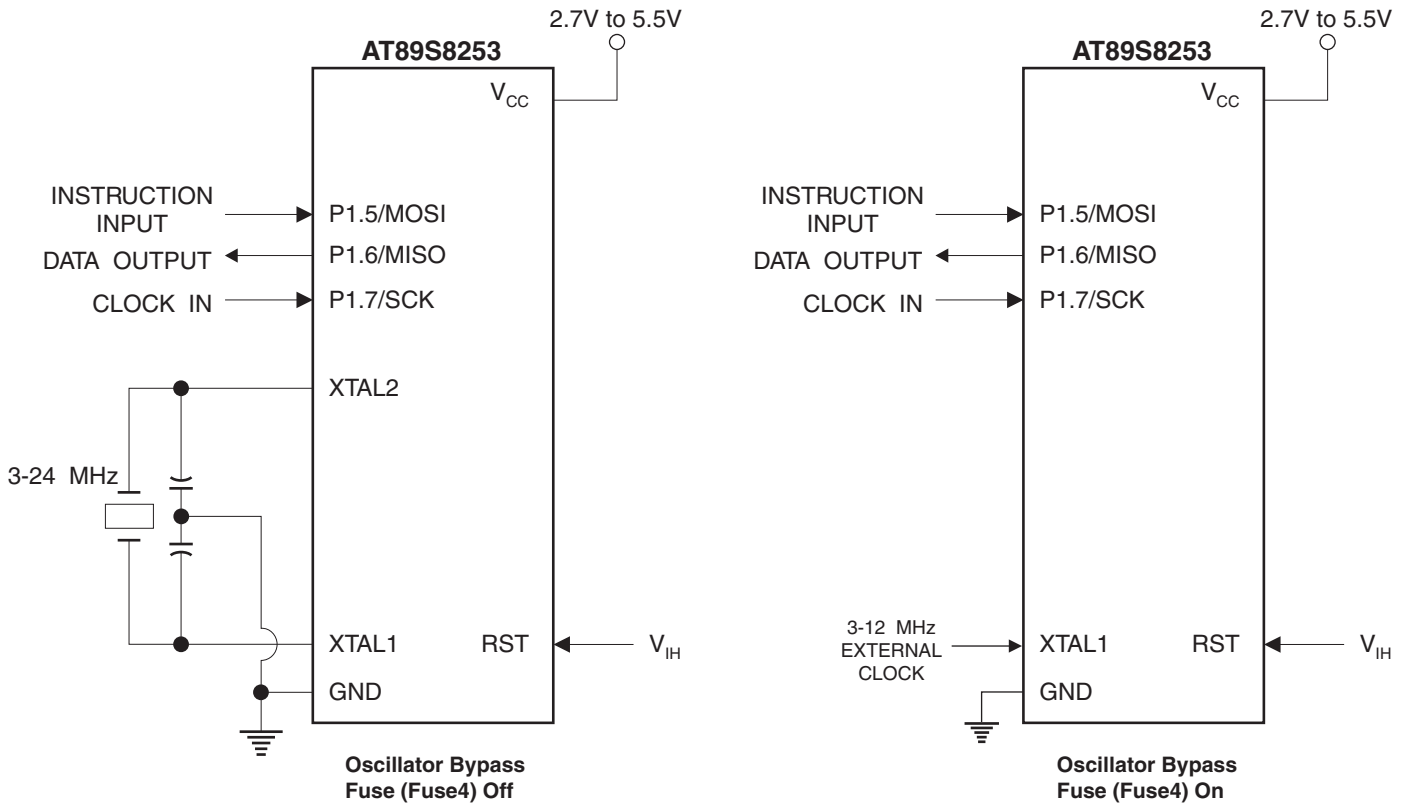 2.7V to 5.5V
AT89S8253
VCC
INSTRUCTION
INPUT
P1.5/MOSI
DATA OUTPUT
P1.6/MISO
CLOCK IN
P1.7/SCK
XTAL2
3-24 MHz
XTAL1
RST
VIH
GND
Oscillator Bypass
Fuse (Fuse4) Off
2.7V to 5.5V
AT89S8253
VCC
INSTRUCTION
INPUT
P1.5/MOSI
DATA OUTPUT
P1.6/MISO
CLOCK IN
P1.7/SCK
3-12 MHz
EXTERNAL
CLOCK
XTAL1
RST
VIH
GND
Oscillator Bypass
Fuse (Fuse4) On